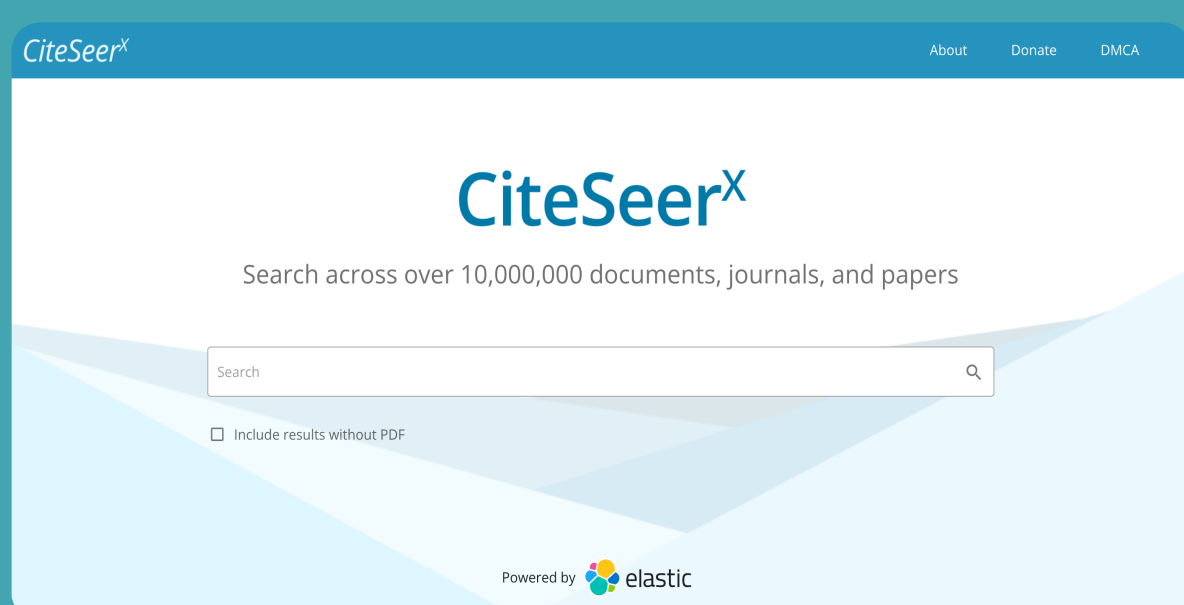 CiteSeerX About Donate DMCA
CiteSeerX
Search across over 10,000,000 documents, journals, and papers
Search
Include results without PDF
Powered by elastic